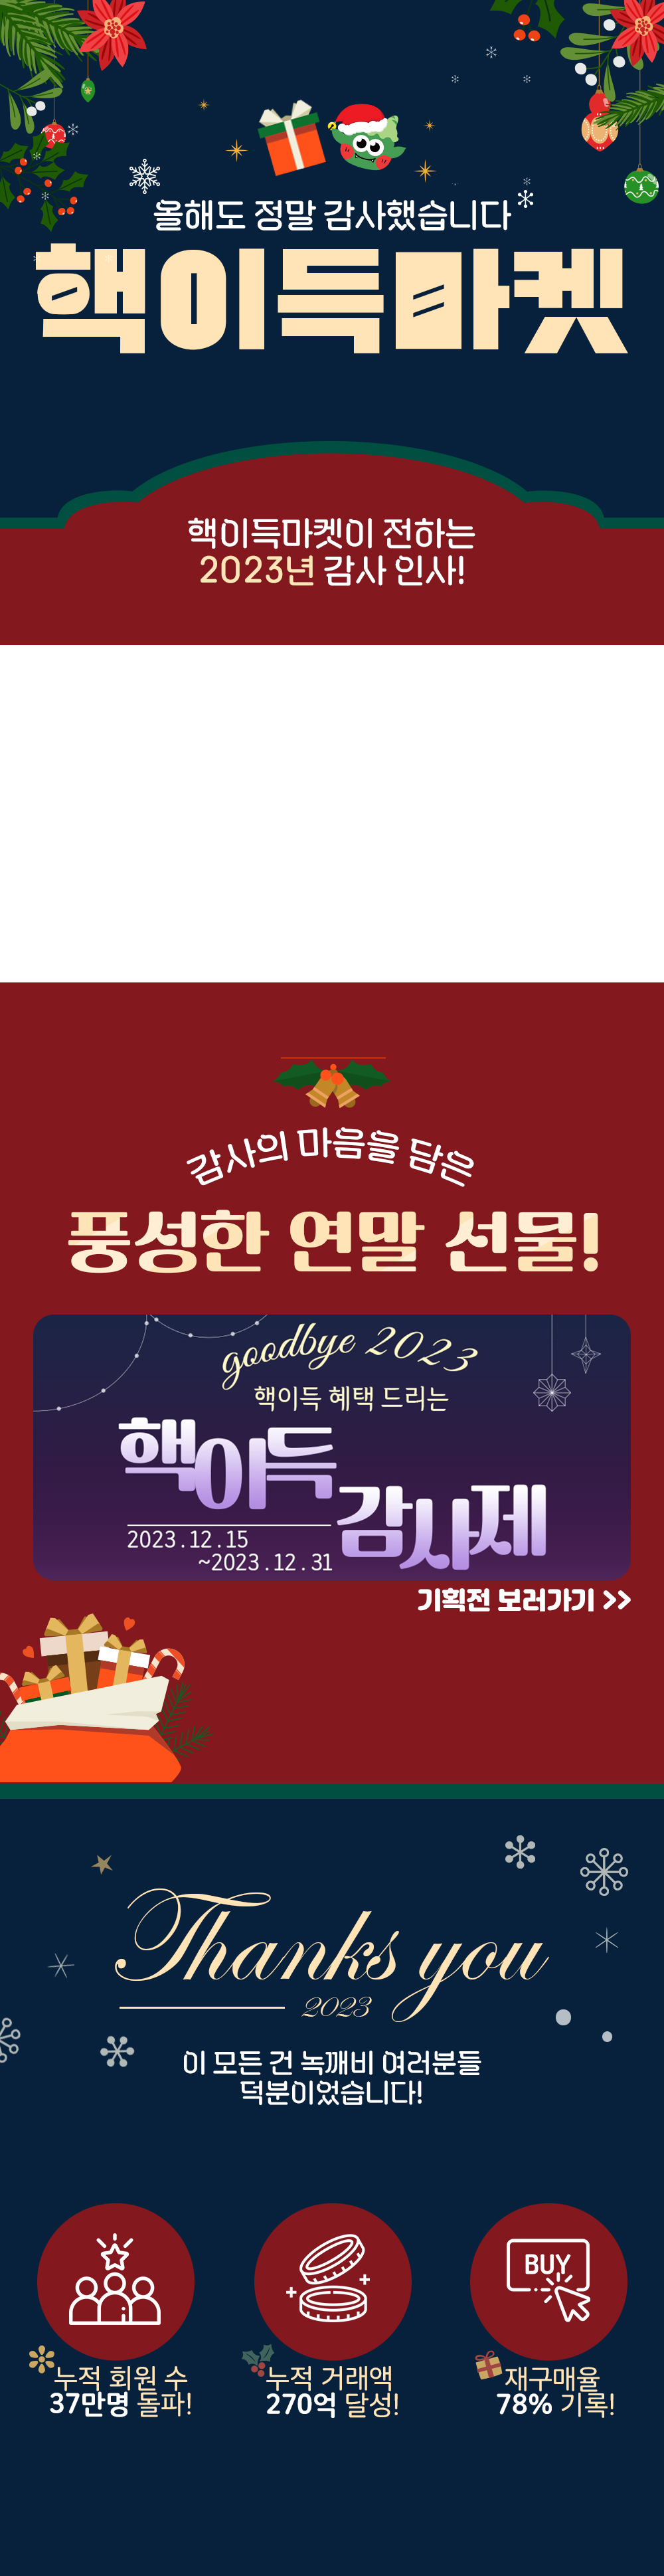 올해도 정말 감사했습니다
핵이득마켓
핵이득마켓이 전하는
2023년 감사 인사!
감사의 마음을 담은
풍성한 연말 선물!
goodbye 2023
핵이득 혜택 드리는
핵이득
감사제
2023.12.15
~2023.12.31
기획전 보러가기 >>
Thanks you
2023
이 모든 건 녹깨비 여러분들
덕분이었습니다!
BUY
누적 회원 수
37만명 돌파!
누적 거래액
270억 달성!
재구매율
78% 기록!